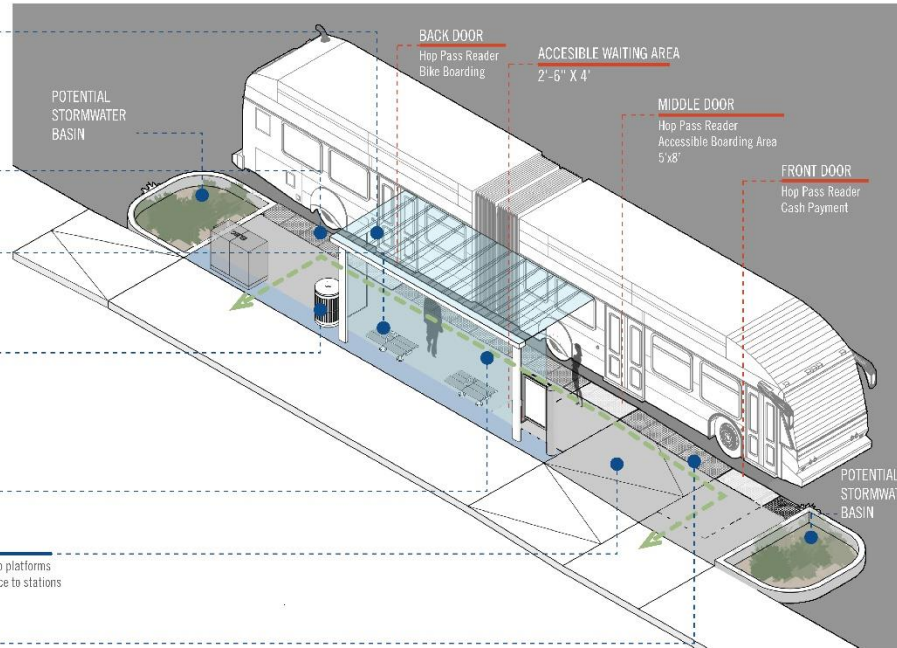 BACK DOOR
Hop Pass Reader
Bike Boarding
ACCESIBLE WAITING AREA
2'-6" X 4'
POTENTIAL
STORMWATER
BASIN
MIDDLE DOOR
Hop Pass Reader
Accessible Boarding Area
5'x8'
FRONT DOOR
Hop Pass Reader
Cash Payment
POTENTIAL
STORMWAT
BASIN
platforms
ce to stations